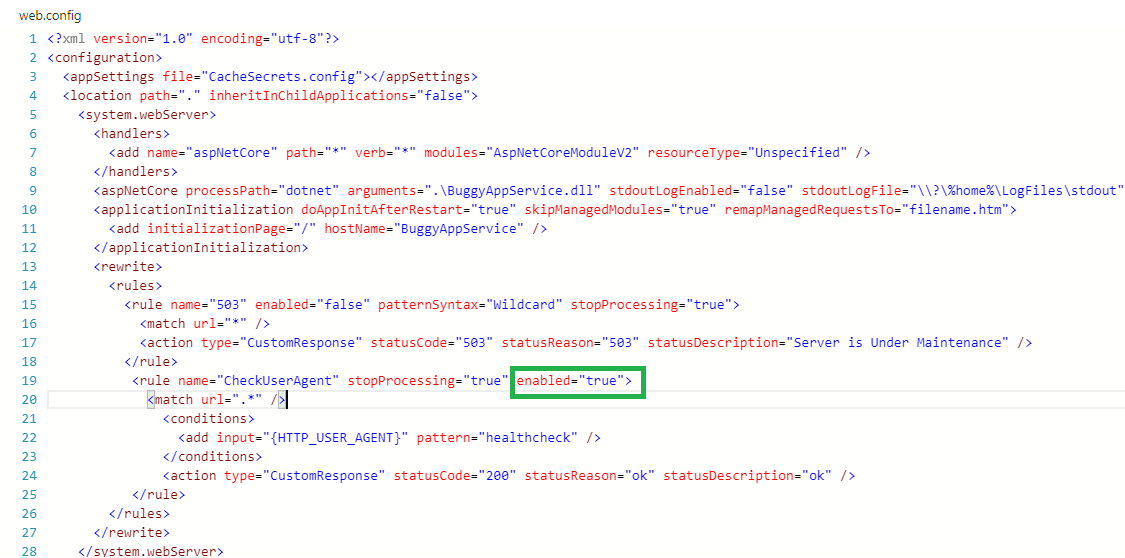 web.config
1 <?xml version="1.0" encoding="utf-8"?>
2 <configuration>
3 <appSettings file="CacheSecrets.config"></appSettings>
4 <location path="." inheritInChildApplications="false">
5 <system.webServer>
6 <handlers>
7 <add name="aspNetCore" path="*" verb="*" modules="AspNetCoreModuleV2" resourceType="Unspecified" />
8 </handlers>
9 <aspNetCore processPath="dotnet" arguments=".\BuggyAppService.dll" stdoutLogEnabled="false" stdoutLogFile="\\?\%home%\LogFiles\stdout"
10 <applicationInitialization doAppInitAfterRestart="true" skipManagedModules="true" remapManagedRequestsTo="filename.htm">
11 <add initializationPage="/" hostName="BuggyAppService" />
12 </applicationInitialization>
13 <rewrite>
14 <rules>
15 <rule name="503" enabled="false" patternSyntax="Wildcard" stopProcessing="true">
16 <match url="*" />
17 <action type="CustomResponse" statusCode="503" statusReason="503" statusDescription="Server is Under Maintenance" />
18 </rule>
19 <rule name="CheckUserAgent" stopProcessing="true" enabled="true">
20 <match url=".*" />
21 <conditions>
22 <add input="{HTTP_USER_AGENT}" pattern="healthcheck" />
23 </conditions>
24 <action type="CustomResponse" statusCode="200" statusReason="ok" statusDescription="ok" />
25 </rule>
26 </rules>
27 </rewrite>
28 </system.webServer>